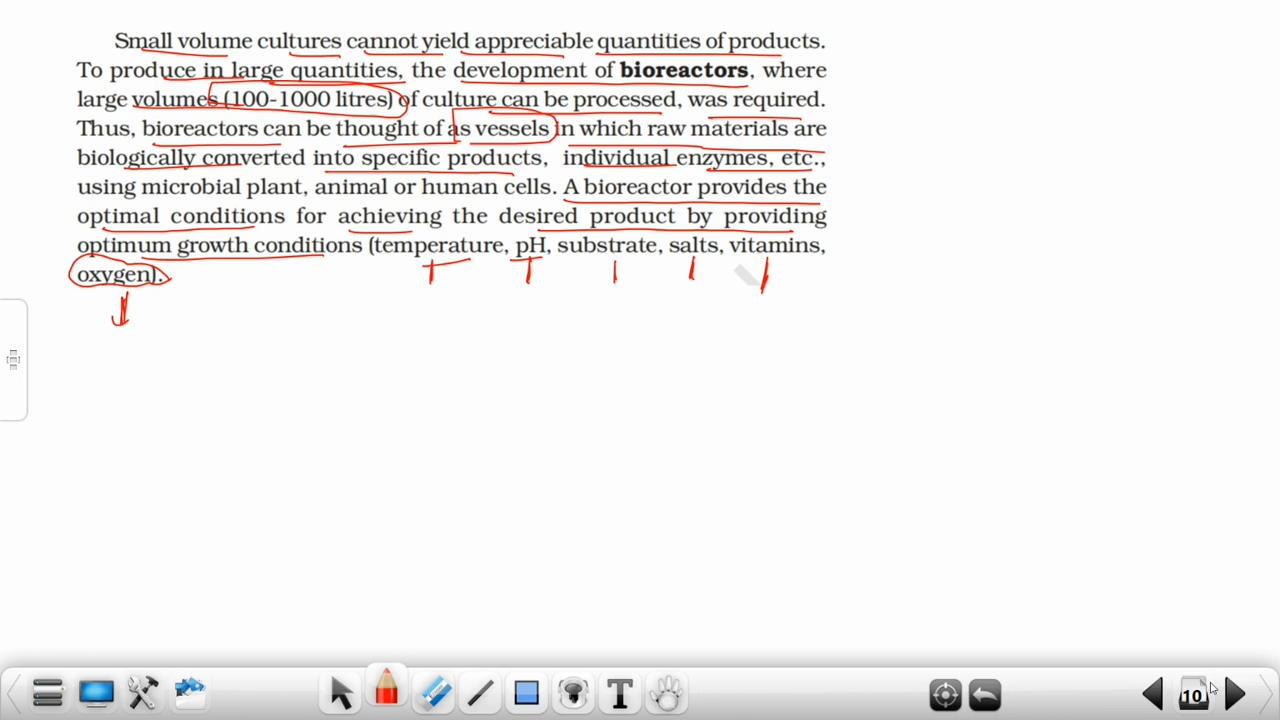 Small volume cultures cannot yield appreciable quantities of products.
To produce in large quantities, the development of bioreactors, where
large volumes (100-1000 litres) of culture can be processed, was required.
Thus, bioreactors can be thought of as vessels in which raw materials are
biologically converted into specific products, individual enzymes, etc.,
using microbial plant, animal or human cells. A bioreactor provides the
optimal conditions for achieving the desired product by providing
optimum growth conditions (temperature, pH, substrate, salts, vitamins,
oxygen).
T
10